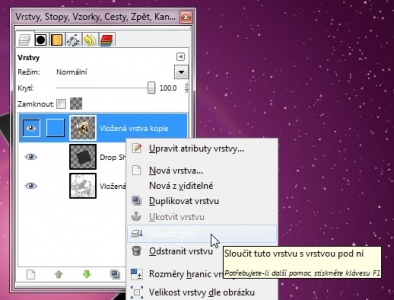 Vrstvy, Stopy, Vzorky, Cesty, Zpět, Kan...
Vrstvy
Režim: Normální
Krytí: 100,0
Zamknout:
Vložená vrstva kopie
Drop Sh
Vložená
Upravit atributy vrstvy...
Nová vrstva...
Nová z viditelné
Duplikovat vrstvu
Ukotvit vrstvu
Sloučit dolů
Odstranit vrstvu
Rozměry hranic vr
Velikost vrstvy dle obrázku
Sloučit tuto vrstvu s vrstvou pod ní
Potřebujete-li další pomoc, stiskněte klávesu F1